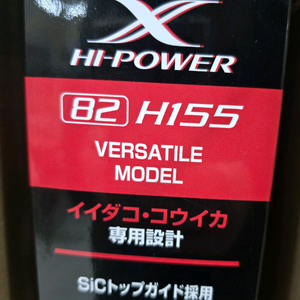 X
HI-POWER
82 H155
VERSATILE
MODEL
イイダコ・コウイカ
専用設計
SiCトップガイド採用